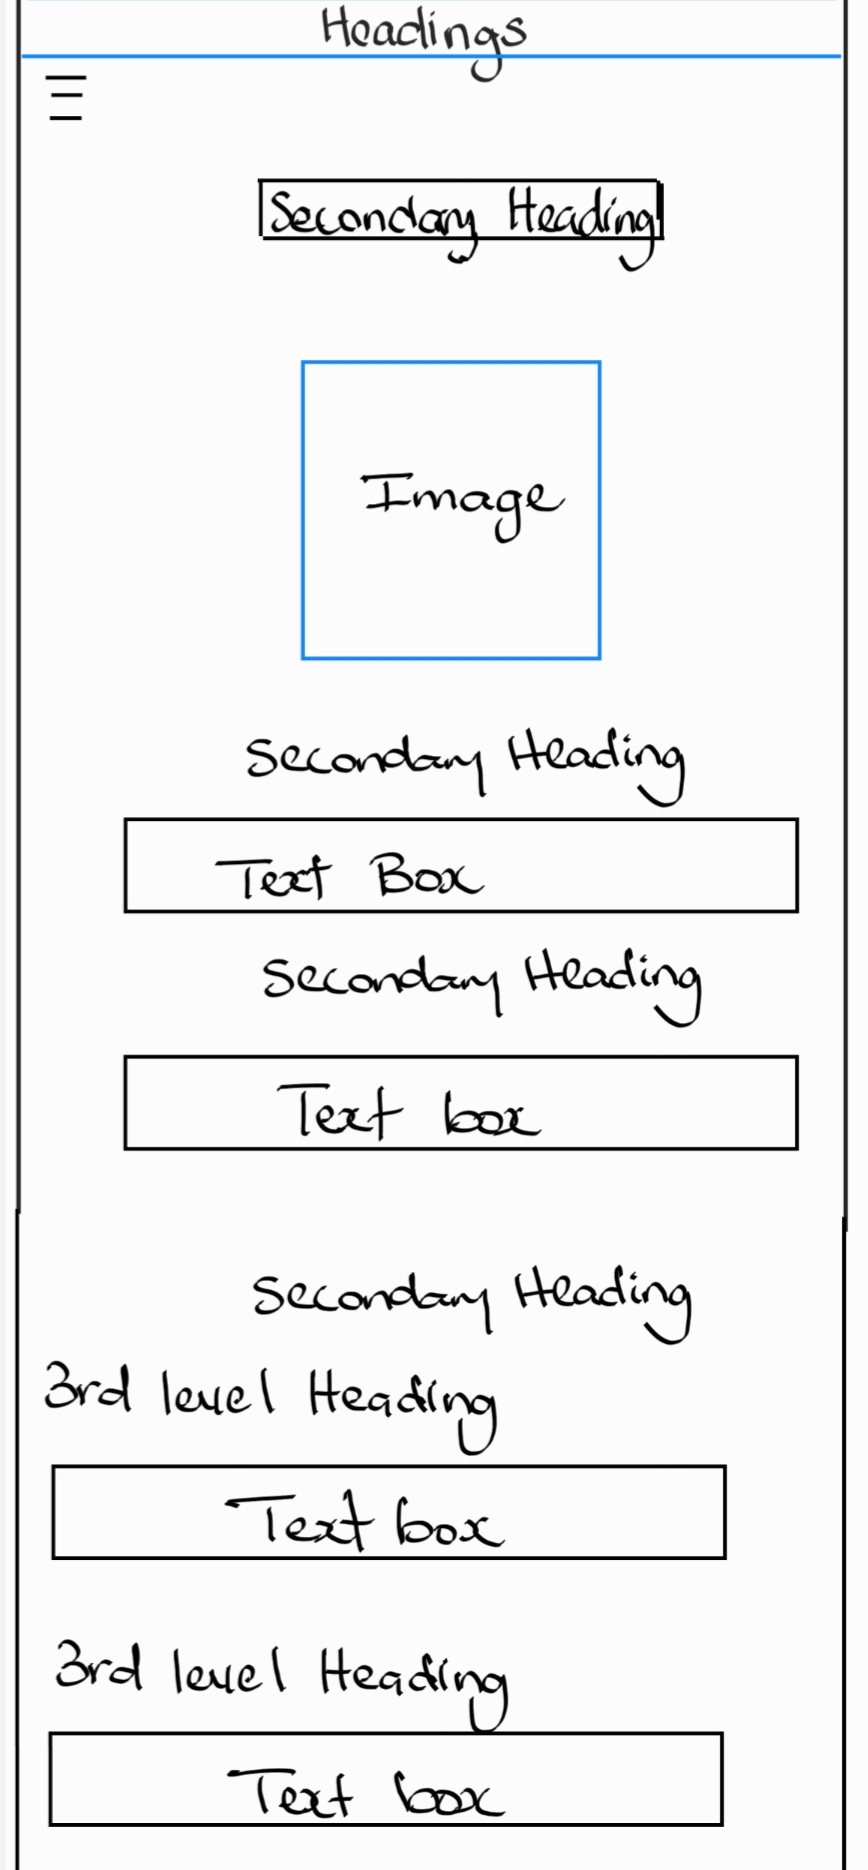 Headings
Secondary Heading
Image
Secondary Heading
Text Box
Secondary Heading
Text box
Secondary Heading
3rd level Heading
Text box
3rd level Heading
Text box